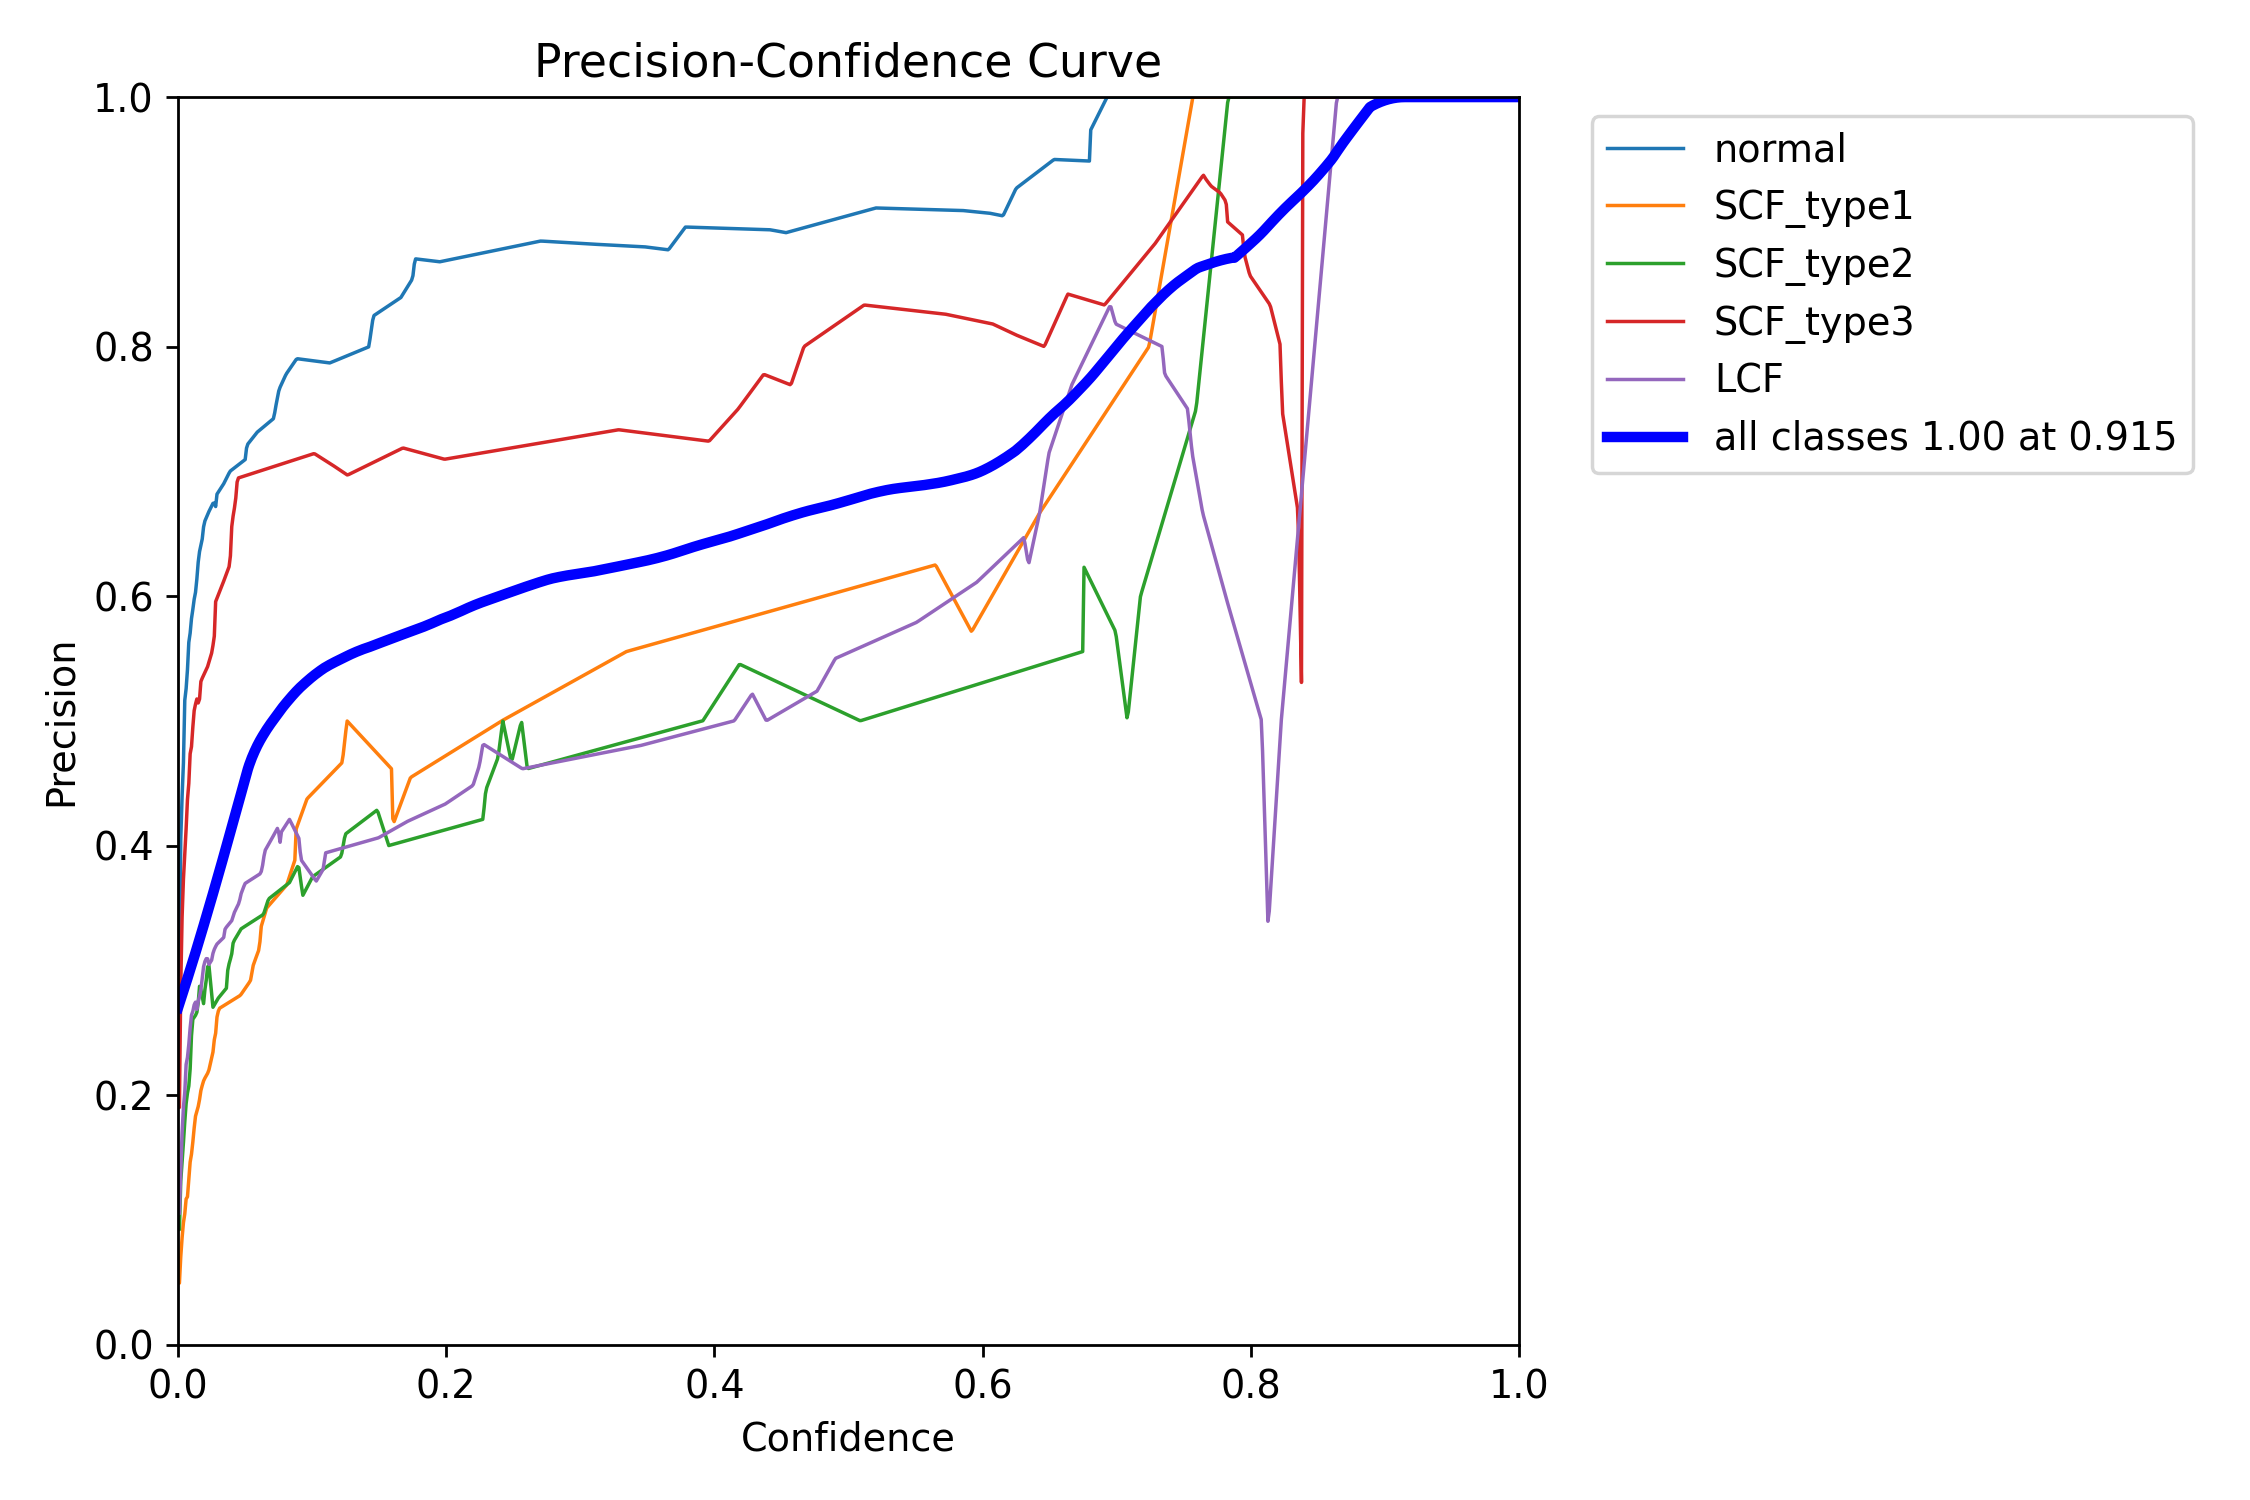 Precision-Confidence Curve
1.0
0.8
0.6
0.4
0.2
0.0
Precision
0.0 0.2 0.4 0.6 0.8 1.0
Confidence
normal
SCF_type1
SCF_type2
SCF_type3
LCF
all classes 1.00 at 0.915